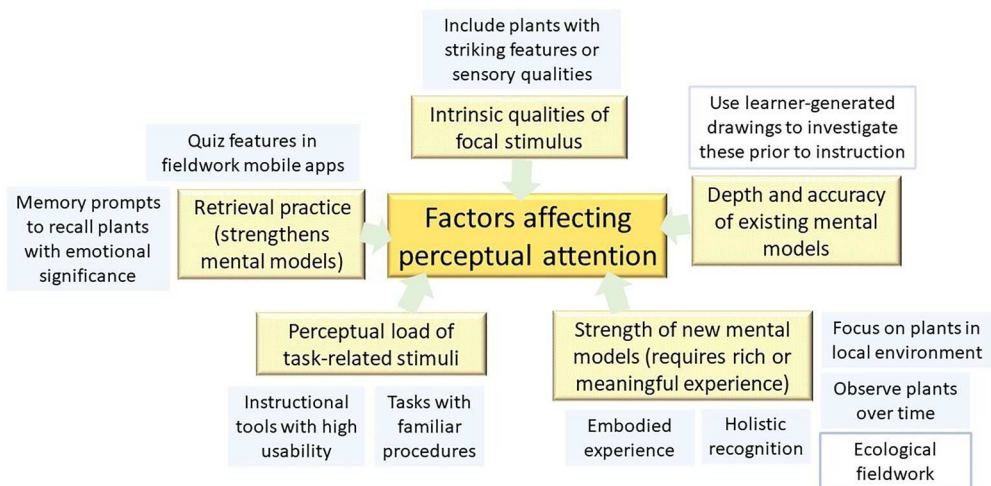 Include plants with
striking features or
sensory qualities
Intrinsic qualities of
focal stimulus
Use learner-generated
drawings to investigate
these prior to instruction
Depth and accuracy
of existing mental
models
Quiz features in
fieldwork mobile apps
Memory prompts
to recall plants
with emotional
significance
Retrieval practice
(strengthens
mental models)
Factors affecting
perceptual attention
Perceptual load of
task-related stimuli
Instructional
tools with high
usability
Tasks with
familiar
procedures
Strength of new mental
models (requires rich or
meaningful experience)
Embodied
experience
Holistic
recognition
Focus on plants in
local environment
Observe plants
over time
Ecological
fieldwork